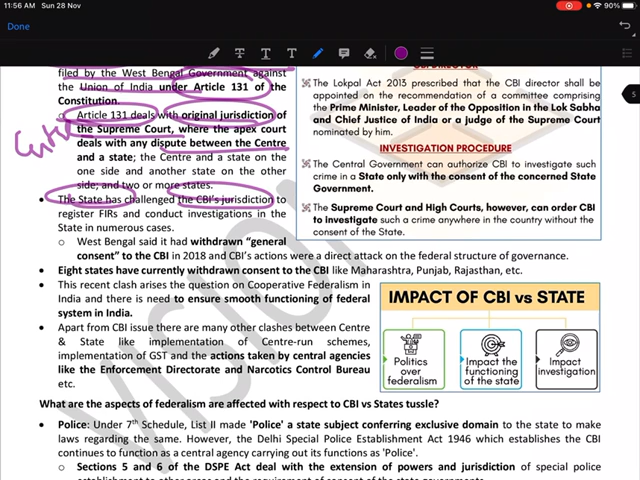 11:56 AM Sun 28 Nov
90%
Done
5
filed by the West Bengal Government against
the Union of India under Article 131 of the
Constitution.
Article 131 deals with original jurisdiction of
the Supreme Court, where the apex court
deals with any dispute between the Centre
and a state; the Centre and a state on the
one side and another state on the other
side; and two or more states.
The State has challenged the CBI's jurisdiction to
register FIRs and conduct investigations in the
State in numerous cases.
West Bengal said it had withdrawn "general
consent" to the CBI in 2018 and CBI's actions were a direct attack on the federal structure of governance.
Eight states have currently withdrawn consent to the CBI like Maharashtra, Punjab, Rajasthan, etc.
This recent clash arises the question on Cooperative Federalism in
India and there is need to ensure smooth functioning of federal
system in India.
Apart from CBI issue there are many other clashes between Centre
& State like implementation of Centre-run schemes,
implementation of GST and the actions taken by central agencies
like the Enforcement Directorate and Narcotics Control Bureau
etc.
CBI DIRECTOR
The Lokpal Act 2013 prescribed that the CBI director shall be
appointed on the recommendation of a committee comprising
the Prime Minister, Leader of the Opposition in the Lok Sabha
and Chief Justice of India or a judge of the Supreme Court
nominated by him.
INVESTIGATION PROCEDURE
The Central Government can authorize CBI to investigate such
crime in a State only with the consent of the concerned State
Government.
The Supreme Court and High Courts, however, can order CBI
to investigate such a crime anywhere in the country without the
consent of the State.
IMPACT OF CBI vs STATE
Politics
over
federalism
Impact the
functioning
of the state
Impact
investigation
What are the aspects of federalism are affected with respect to CBI vs States tussle?
Police: Under 7th Schedule, List II made 'Police' a state subject conferring exclusive domain to the state to make
laws regarding the same. However, the Delhi Special Police Establishment Act 1946 which establishes the CBI
continues to function as a central agency carrying out its functions as 'Police'.
Sections 5 and 6 of the DSPE Act deal with the extension of powers and jurisdiction of special police
establishment to other areas and the requirement of consent of the state governments.
VISION